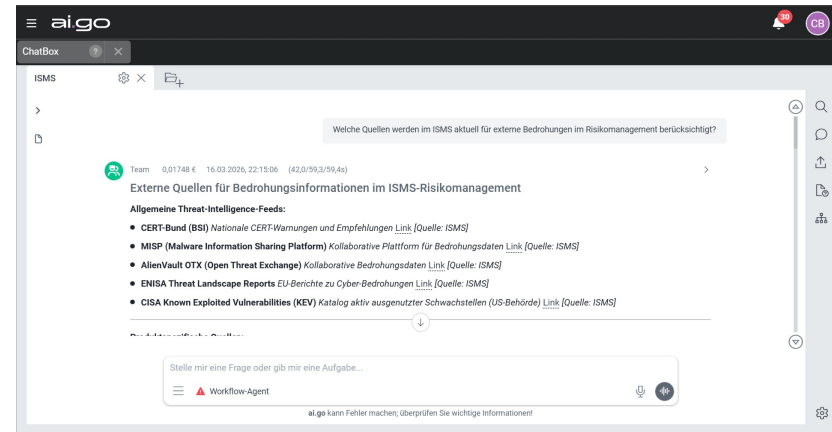 ai.go
30
CB
ChatBox ?
ISMS
Welche Quellen werden im ISMS aktuell für externe Bedrohungen im Risikomanagement berücksichtigt?
Team 0,01748 € 16.03.2026, 22:15:06 (42,0/59,3/59,4s)
Externe Quellen für Bedrohungsinformationen im ISMS-Risikomanagement
Allgemeine Threat-Intelligence-Feeds:
• CERT-Bund (BSI) Nationale CERT-Warnungen und Empfehlungen Link [Quelle: ISMS]
• MISP (Malware Information Sharing Platform) Kollaborative Plattform für Bedrohungsdaten Link [Quelle: ISMS]
• AlienVault OTX (Open Threat Exchange) Kollaborative Bedrohungsdaten Link [Quelle: ISMS]
• ENISA Threat Landscape Reports EU-Berichte zu Cyber-Bedrohungen Link [Quelle: ISMS]
• CISA Known Exploited Vulnerabilities (KEV) Katalog aktiv ausgenutzter Schwachstellen (US-Behörde) Link [Quelle: ISMS]
Stelle mir eine Frage oder gib mir eine Aufgabe...
Workflow-Agent
ai.go kann Fehler machen; überprüfen Sie wichtige Informationen!